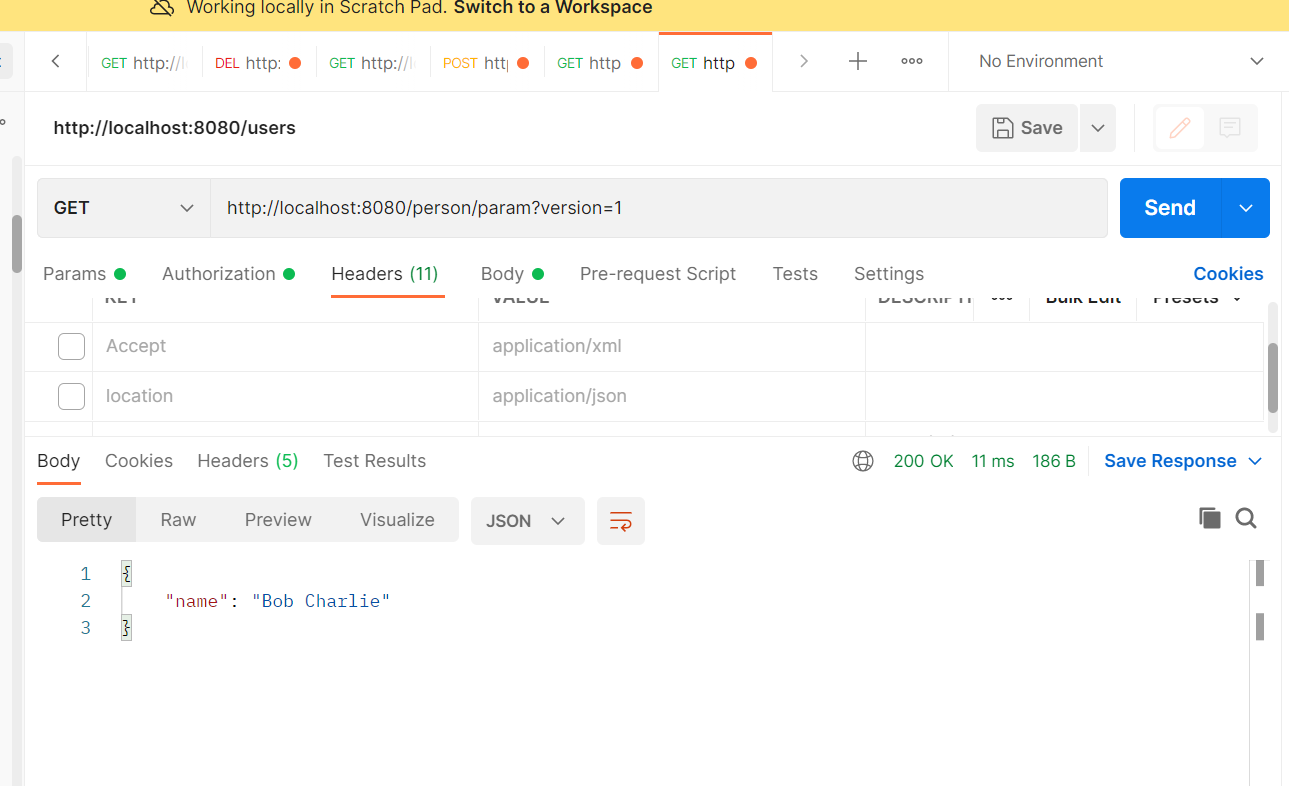 Working locally in Scratch Pad. Switch to a Workspace
GET http://l DEL http: GET http://l POST htt GET http GET http No Environment
http://localhost:8080/users Save
GET http://localhost:8080/person/param?version=1 Send
Params Authorization Headers (11) Body Pre-request Script Tests Settings Cookies
KEY VALUE DESCRIPTI Bulk Edit Presets
Accept application/xml
location application/json
Body Cookies Headers (5) Test Results 200 OK 11 ms 186 B Save Response
Pretty Raw Preview Visualize JSON
1 {
2 "name": "Bob Charlie"
3 }